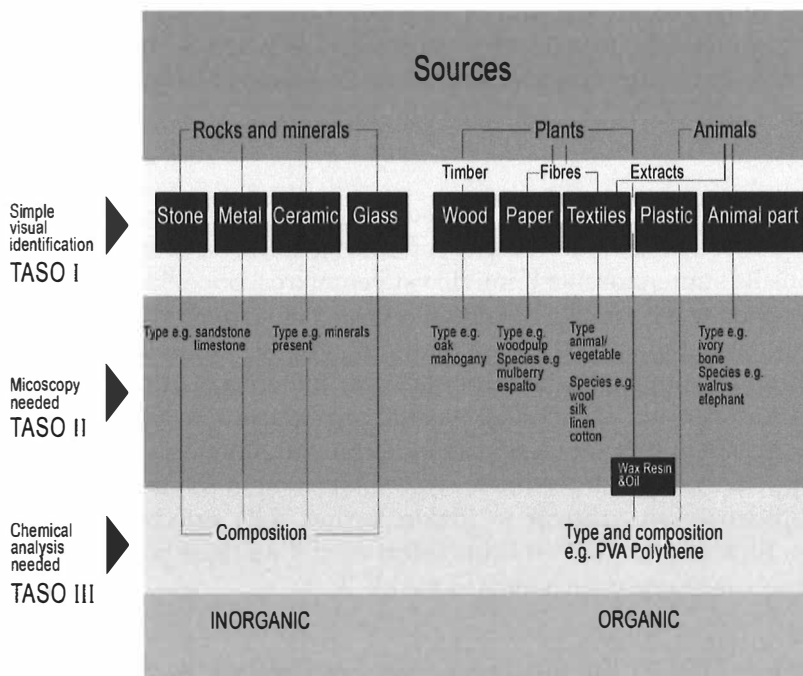 Sources
Rocks and minerals
Plants
Animals
Timber
Fibres
Extracts
Simple
visual
identification
TASO I
Stone
Metal
Ceramic
Glass
Wood
Paper
Textiles
Plastic
Animal part
Micoscopy
needed
TASO II
Type e.g. sandstone
limestone
Type e.g. minerals
present
Type e.g.
oak
mahogany
Type e.g.
woodpulp
Species e.g
mulberry
espalto
Type
animal/
vegetable
Species e.g.
wool
silk
linen
cotton
Type e.g.
ivory
bone
Species e.g.
walrus
elephant
Wax Resin
&Oil
Chemical
analysis
needed
TASO III
Composition
Type and composition
e.g. PVA Polythene
INORGANIC
ORGANIC